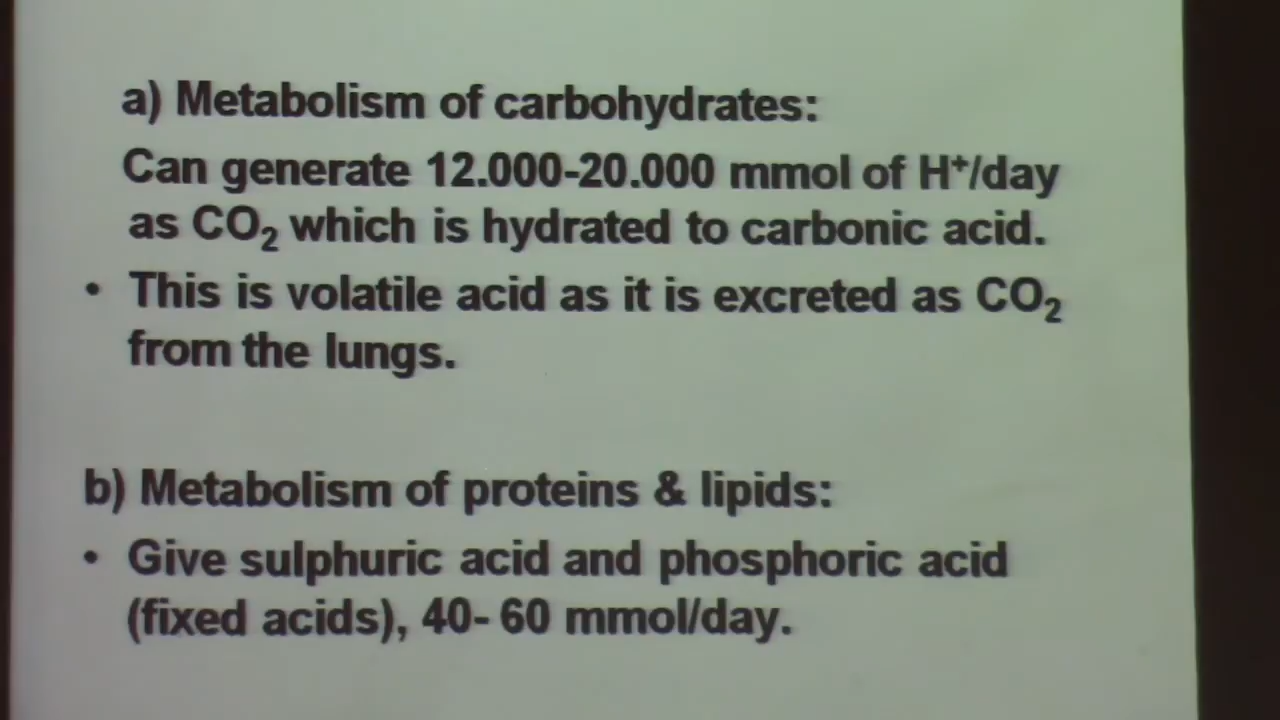 a) Metabolism of carbohydrates:
Can generate 12.000-20.000 mmol of H⁺/day
as CO₂ which is hydrated to carbonic acid.
• This is volatile acid as it is excreted as CO₂
from the lungs.
b) Metabolism of proteins & lipids:
• Give sulphuric acid and phosphoric acid
(fixed acids), 40- 60 mmol/day.